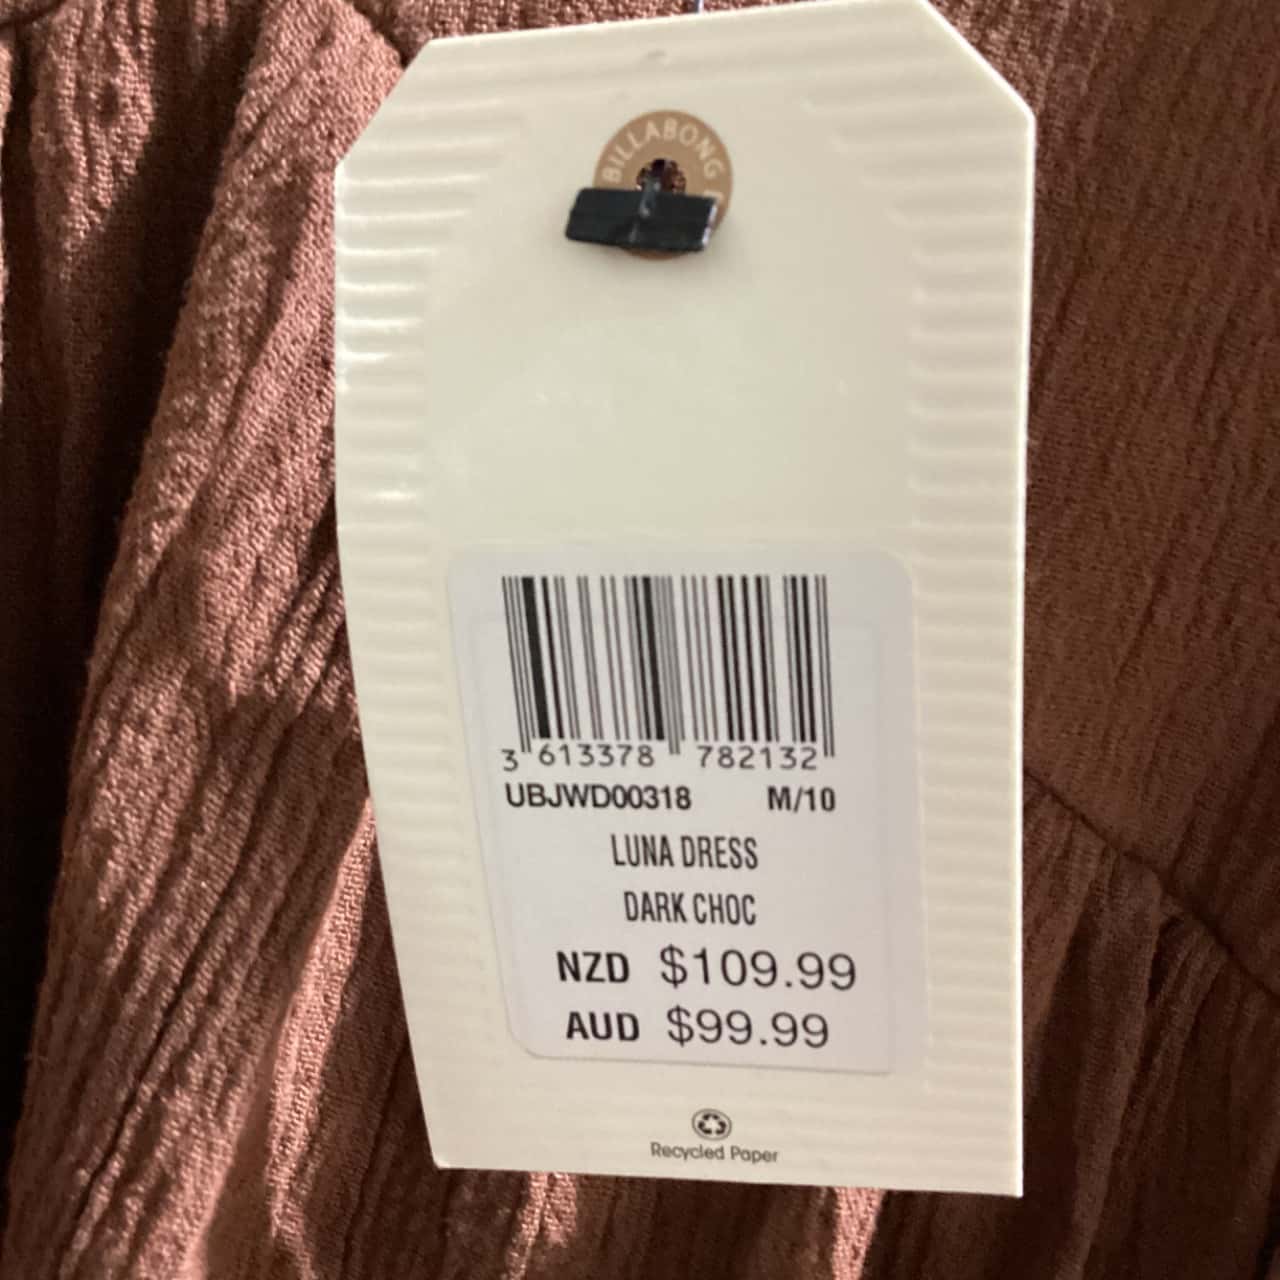 BILLABONG
3 613378 782132
UBJWD00318 M/10
LUNA DRESS
DARK CHOC
NZD $109.99
AUD $99.99
Recycled Paper